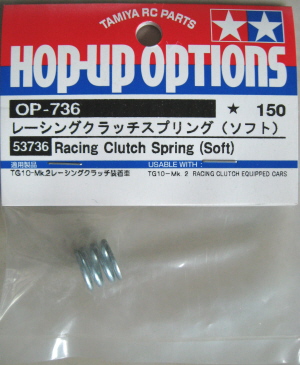 TAMIYA RC PARTS
HOP-UP OPTIONS
OP-736 ★ 150
レーシングクラッチスプリング(ソフト)
53736 Racing Clutch Spring (Soft)
適用製品 USABLE WITH :
TG10-Mk.2レーシングクラッチ装着車 TG10-Mk. 2 RACING CLUTCH EQUIPPED CARS